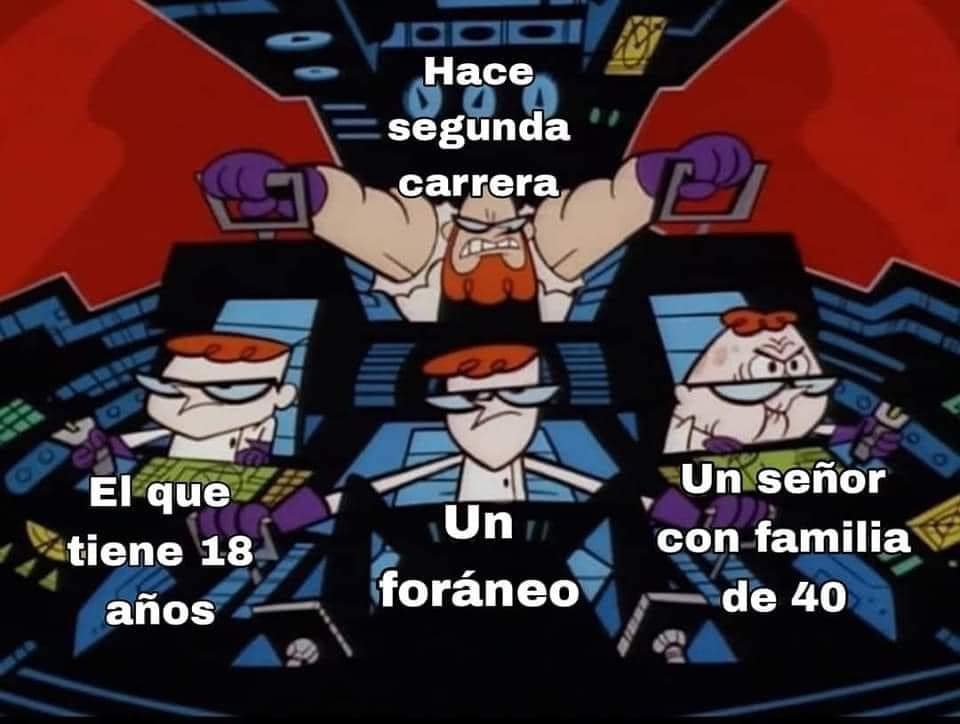 Hace
segunda
carrera
El que
tiene 18
años
Un
foráneo
Un señor
con familia
de 40